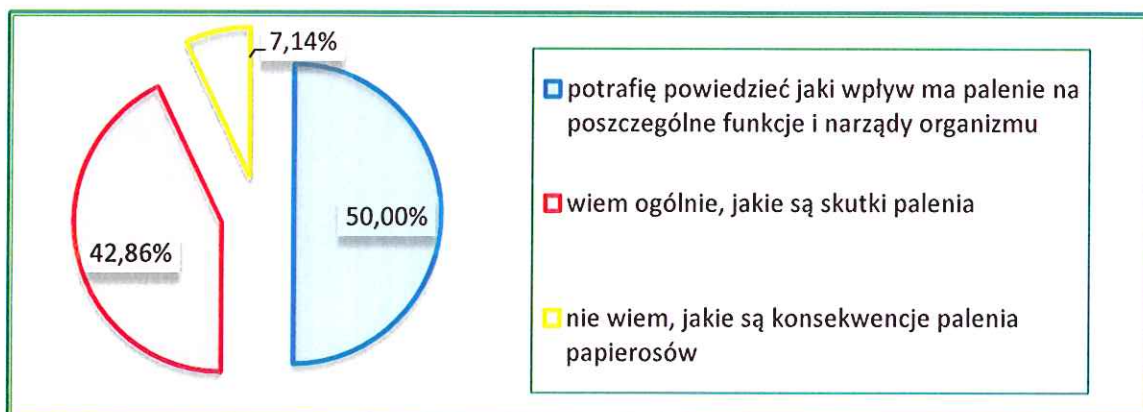 7,14%
50,00%
42,86%
potrafię powiedzieć jaki wpływ ma palenie na
poszczególne funkcje i narządy organizmu
wiem ogólnie, jakie są skutki palenia
nie wiem, jakie są konsekwencje palenia
papierosów